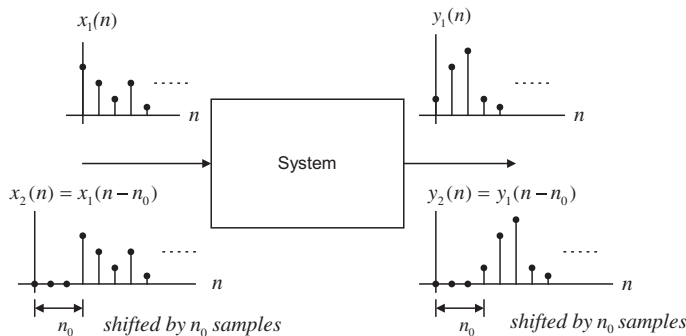 x₁(n)
y₁(n)
n
n
System
x₂(n) = x₁(n−n₀)
y₂(n) = y₁(n−n₀)
n
n
n₀
shifted by n₀ samples
n₀
shifted by n₀ samples